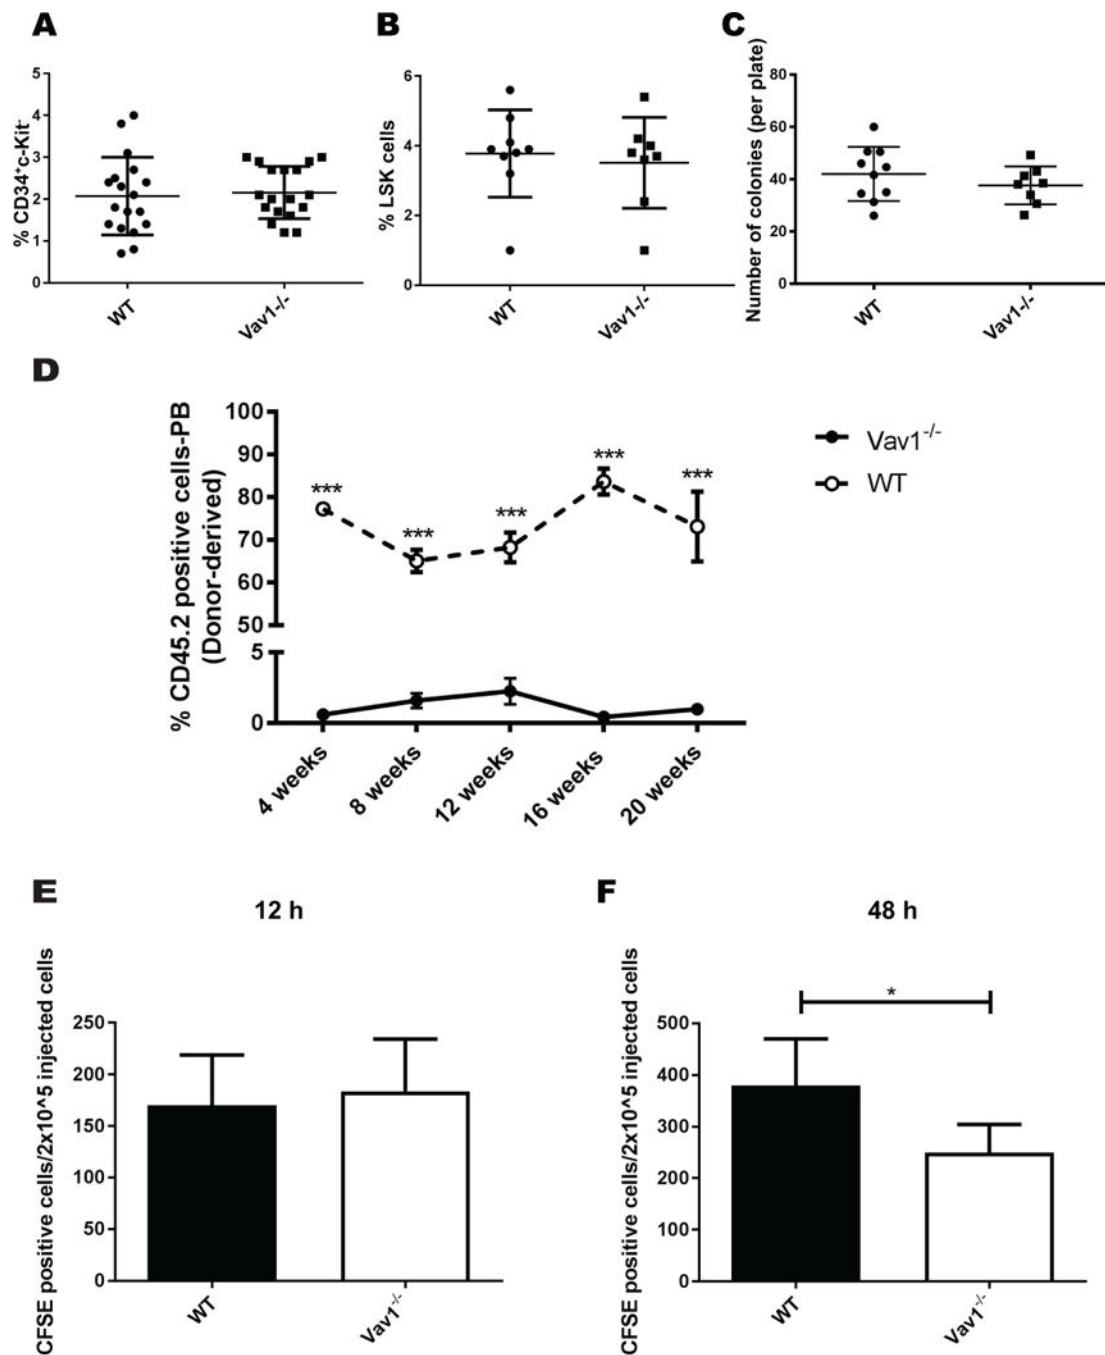 A
B
C
% CD34⁺c-Kit⁻
5
4
3
2
1
0
WT
Vav1-/-
% LSK cells
6
4
2
0
WT
Vav1-/-
Number of colonies (per plate)
80
60
40
20
0
WT
Vav1-/-
D
% CD45.2 positive cells-PB
(Donor-derived)
100
90
80
70
60
50
5
0
***
***
***
***
***
4 weeks
8 weeks
12 weeks
16 weeks
20 weeks
Vav1⁻/⁻
WT
E
12 h
CFSE positive cells/2x10^5 injected cells
250
200
150
100
50
0
WT
Vav1⁻/⁻
F
48 h
CFSE positive cells/2x10^5 injected cells
500
400
300
200
100
0
*
WT
Vav1⁻/⁻